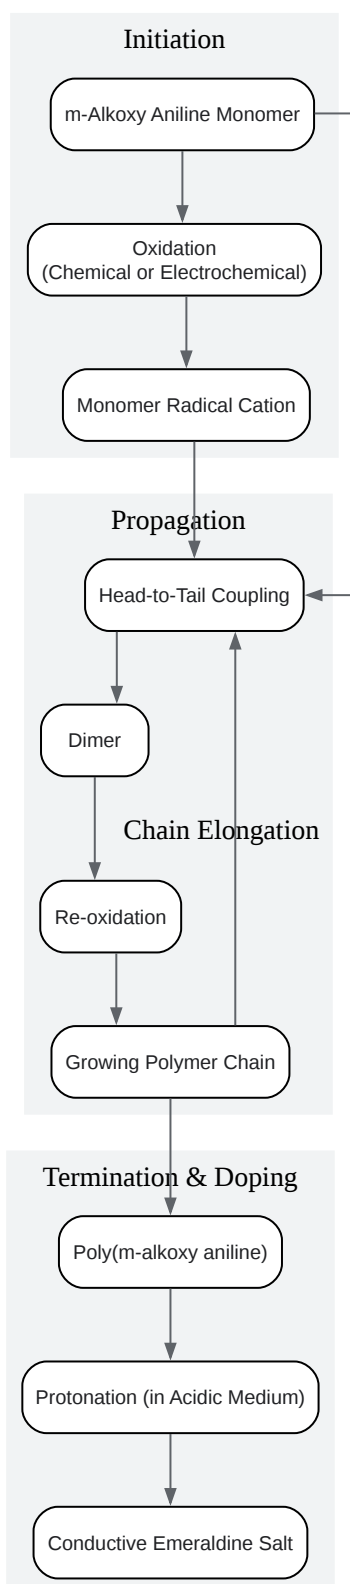 Initiation
m-Alkoxy Aniline Monomer
Oxidation
(Chemical or Electrochemical)
Monomer Radical Cation
Propagation
Head-to-Tail Coupling
Dimer
Chain Elongation
Re-oxidation
Growing Polymer Chain
Termination & Doping
Poly(m-alkoxy aniline)
Protonation (in Acidic Medium)
Conductive Emeraldine Salt